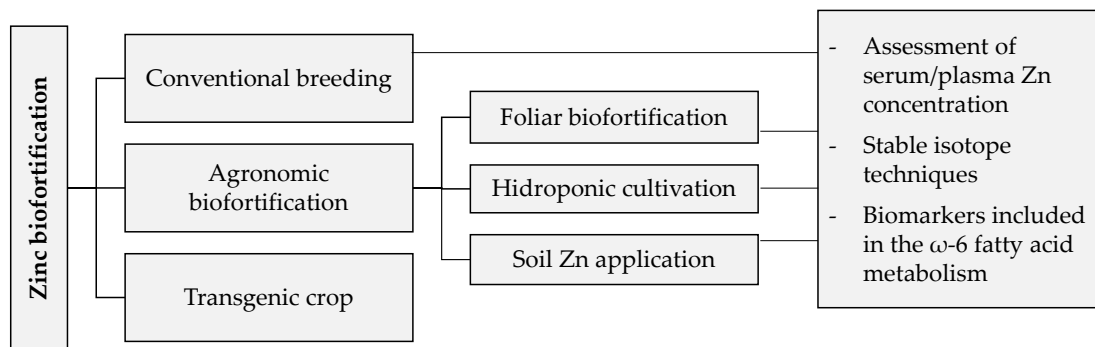 Zinc biofortification
Conventional breeding
Agronomic
biofortification
Transgenic crop
Foliar biofortification
Hidroponic cultivation
Soil Zn application
- Assessment of
serum/plasma Zn
concentration
- Stable isotope
techniques
- Biomarkers included
in the ω-6 fatty acid
metabolism